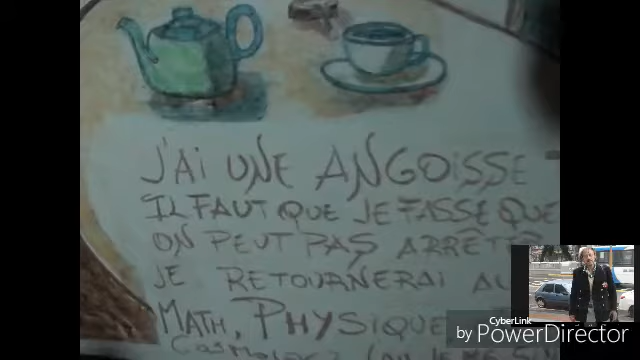 J'AI UNE ANGOISSE
IL FAUT QUE JE FASSE QUE
ON PEUT PAS ARRÊTER
JE RETOURNERAI AU
MATH, PHYSIQUE
CyberLink
by PowerDirector